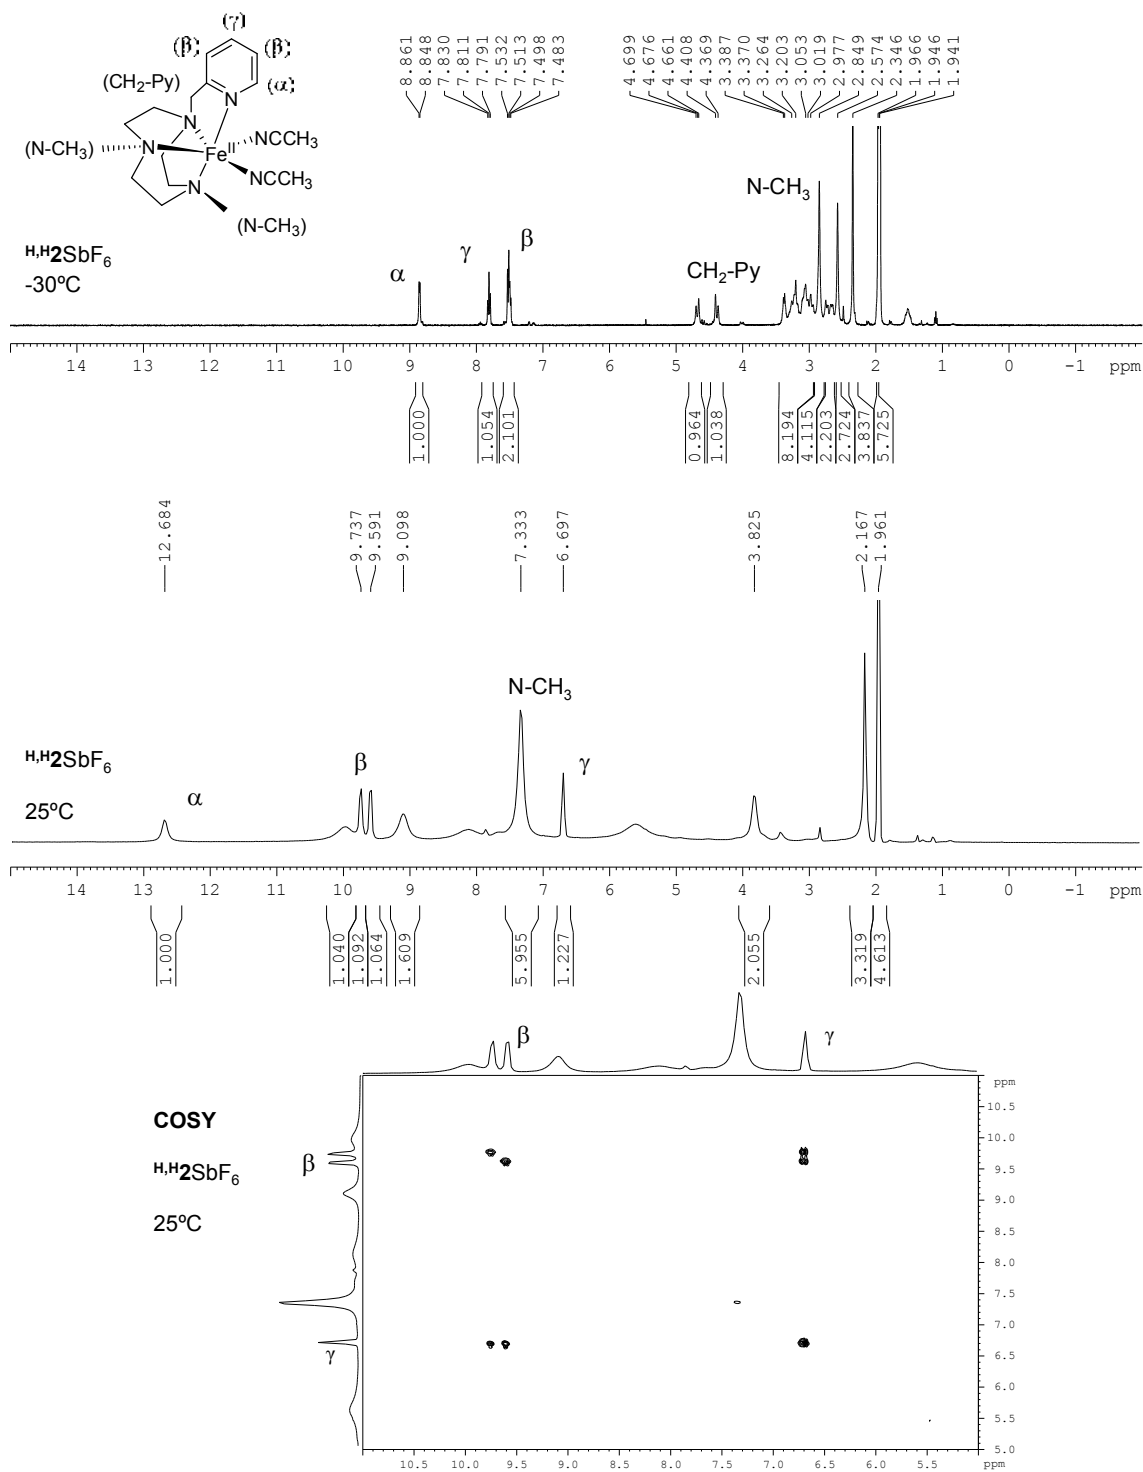 (γ)
(β) (β)
(CH2-Py) (α)
N
N
(N-CH3) N FeII NCCH3
NCCH3
N
(N-CH3)
H,H2SbF6
-30ºC
8.861 8.848 7.830 7.811 7.791 7.532 7.513 7.498 7.483 4.699 4.676 4.661 4.408 4.369 3.387 3.370 3.264 3.203 3.053 3.019 2.977 2.849 2.574 2.346 1.966 1.946 1.941
α γ β CH2-Py N-CH3
14 13 12 11 10 9 8 7 6 5 4 3 2 1 0 -1 ppm
1.000 1.054 2.101 0.964 1.038 8.194 4.115 2.203 2.724 3.837 5.725
12.684 9.737 9.591 9.098 7.333 6.697 3.825 2.167 1.961
H,H2SbF6
25ºC
α β N-CH3 γ
14 13 12 11 10 9 8 7 6 5 4 3 2 1 0 -1 ppm
1.000 1.040 1.092 1.064 1.609 5.955 1.227 2.055 3.319 4.613
β γ
COSY
H,H2SbF6
25ºC
β
γ
ppm
10.5
10.0
9.5
9.0
8.5
8.0
7.5
7.0
6.5
6.0
5.5
5.0
10.5 10.0 9.5 9.0 8.5 8.0 7.5 7.0 6.5 6.0 5.5 ppm